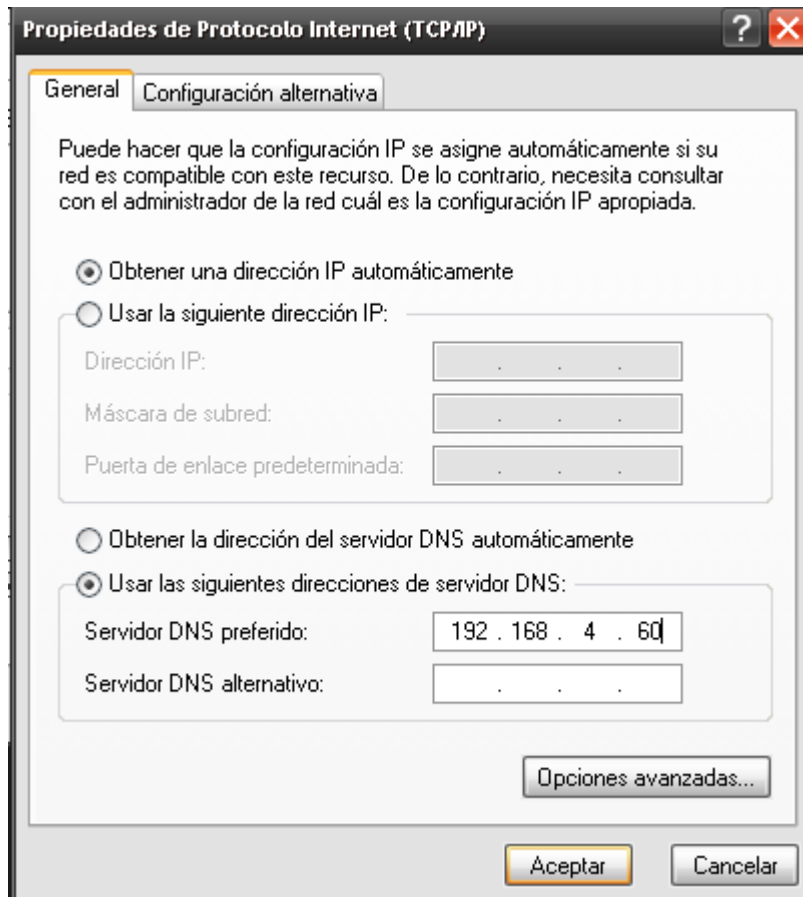 Propiedades de Protocolo Internet (TCP/IP)
General
Configuración alternativa
Puede hacer que la configuración IP se asigne automáticamente si su
red es compatible con este recurso. De lo contrario, necesita consultar
con el administrador de la red cuál es la configuración IP apropiada.
Obtener una dirección IP automáticamente
Usar la siguiente dirección IP:
Dirección IP:
Máscara de subred:
Puerta de enlace predeterminada:
Obtener la dirección del servidor DNS automáticamente
Usar las siguientes direcciones de servidor DNS:
Servidor DNS preferido: 192 . 168 . 4 . 60
Servidor DNS alternativo:
Opciones avanzadas...
Aceptar Cancelar